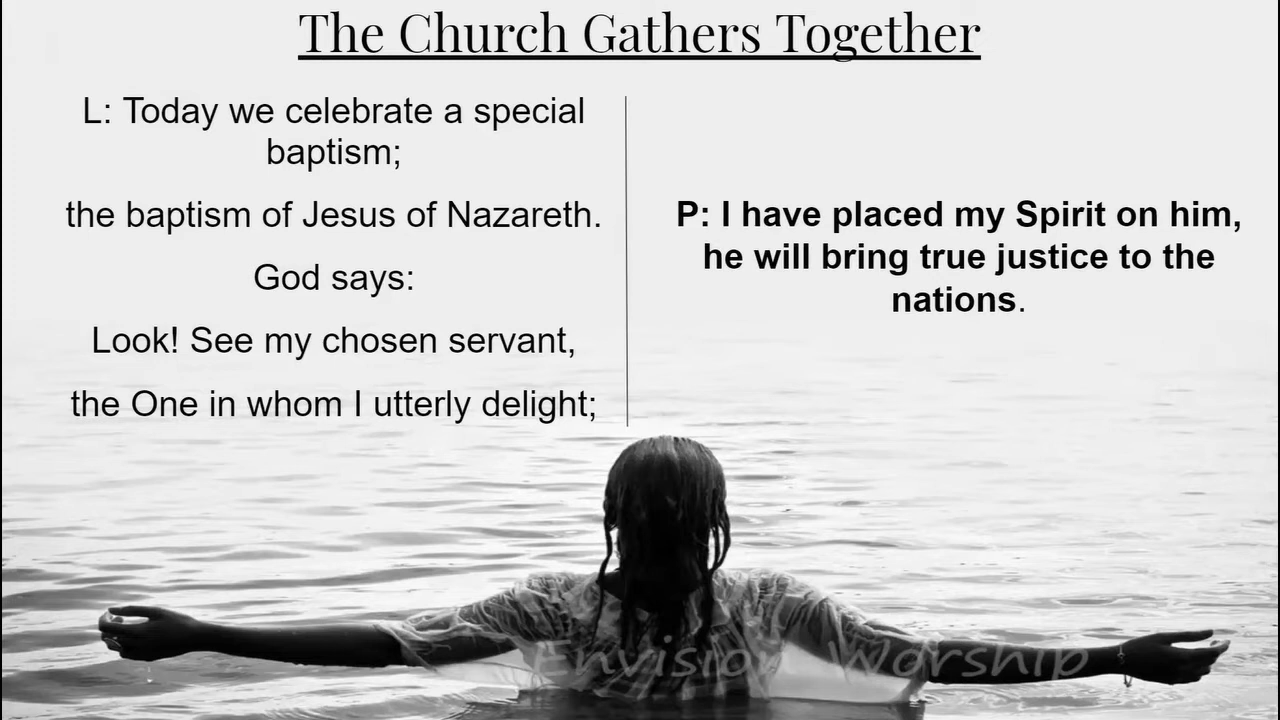 The Church Gathers Together
L: Today we celebrate a special
baptism;
the baptism of Jesus of Nazareth.
God says:
Look! See my chosen servant,
the One in whom I utterly delight;
P: I have placed my Spirit on him,
he will bring true justice to the
nations.
Envision Worship